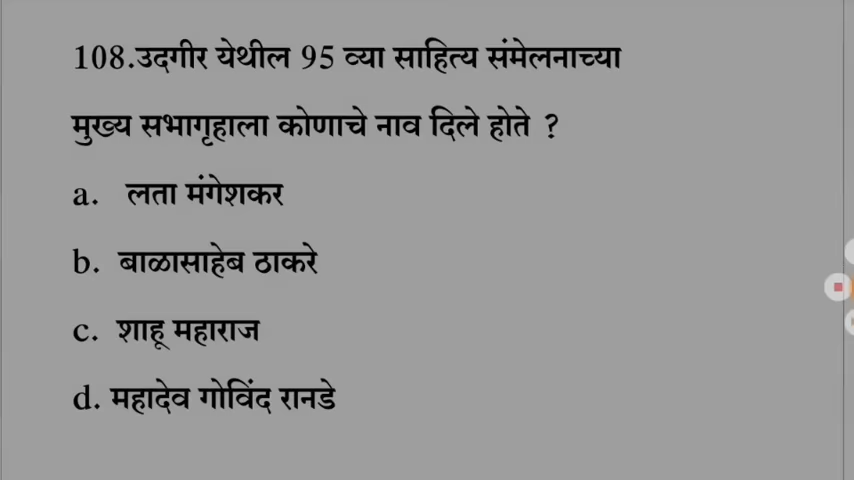 108.उदगीर येथील 95 व्या साहित्य संमेलनाच्या
मुख्य सभागृहाला कोणाचे नाव दिले होते ?
a. लता मंगेशकर
b. बाळासाहेब ठाकरे
c. शाहू महाराज
d. महादेव गोविंद रानडे